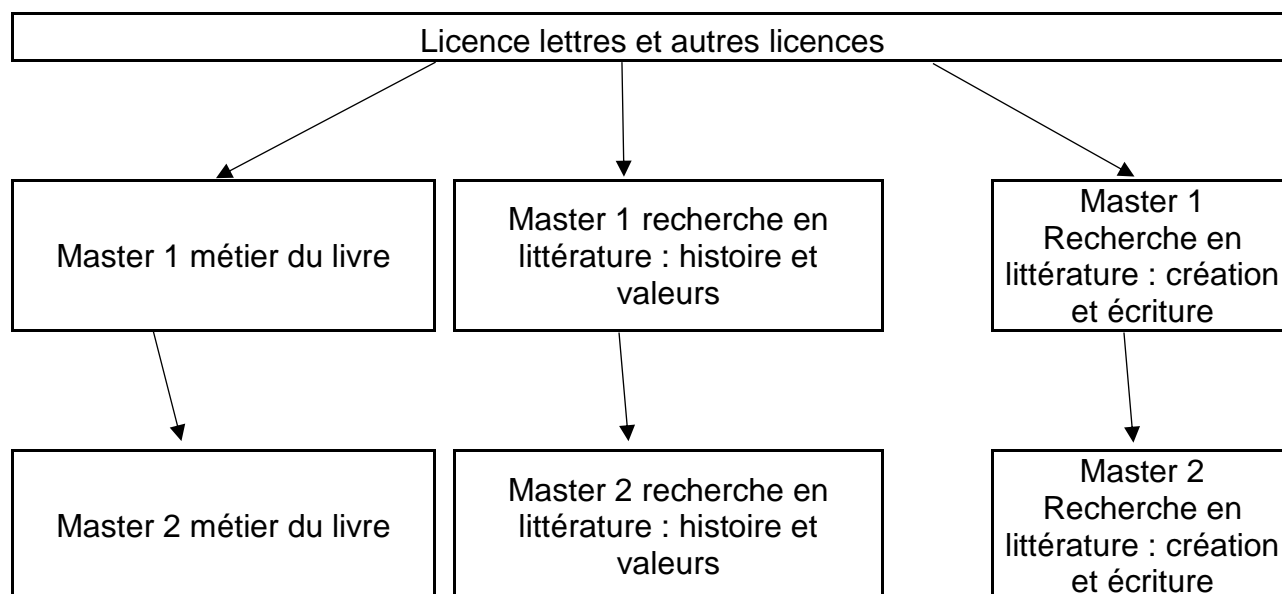 Licence lettres et autres licences
Master 1 métier du livre
Master 1 recherche en
littérature : histoire et
valeurs
Master 1
Recherche en
littérature : création
et écriture
Master 2 métier du livre
Master 2 recherche en
littérature : histoire et
valeurs
Master 2
Recherche en
littérature : création
et écriture